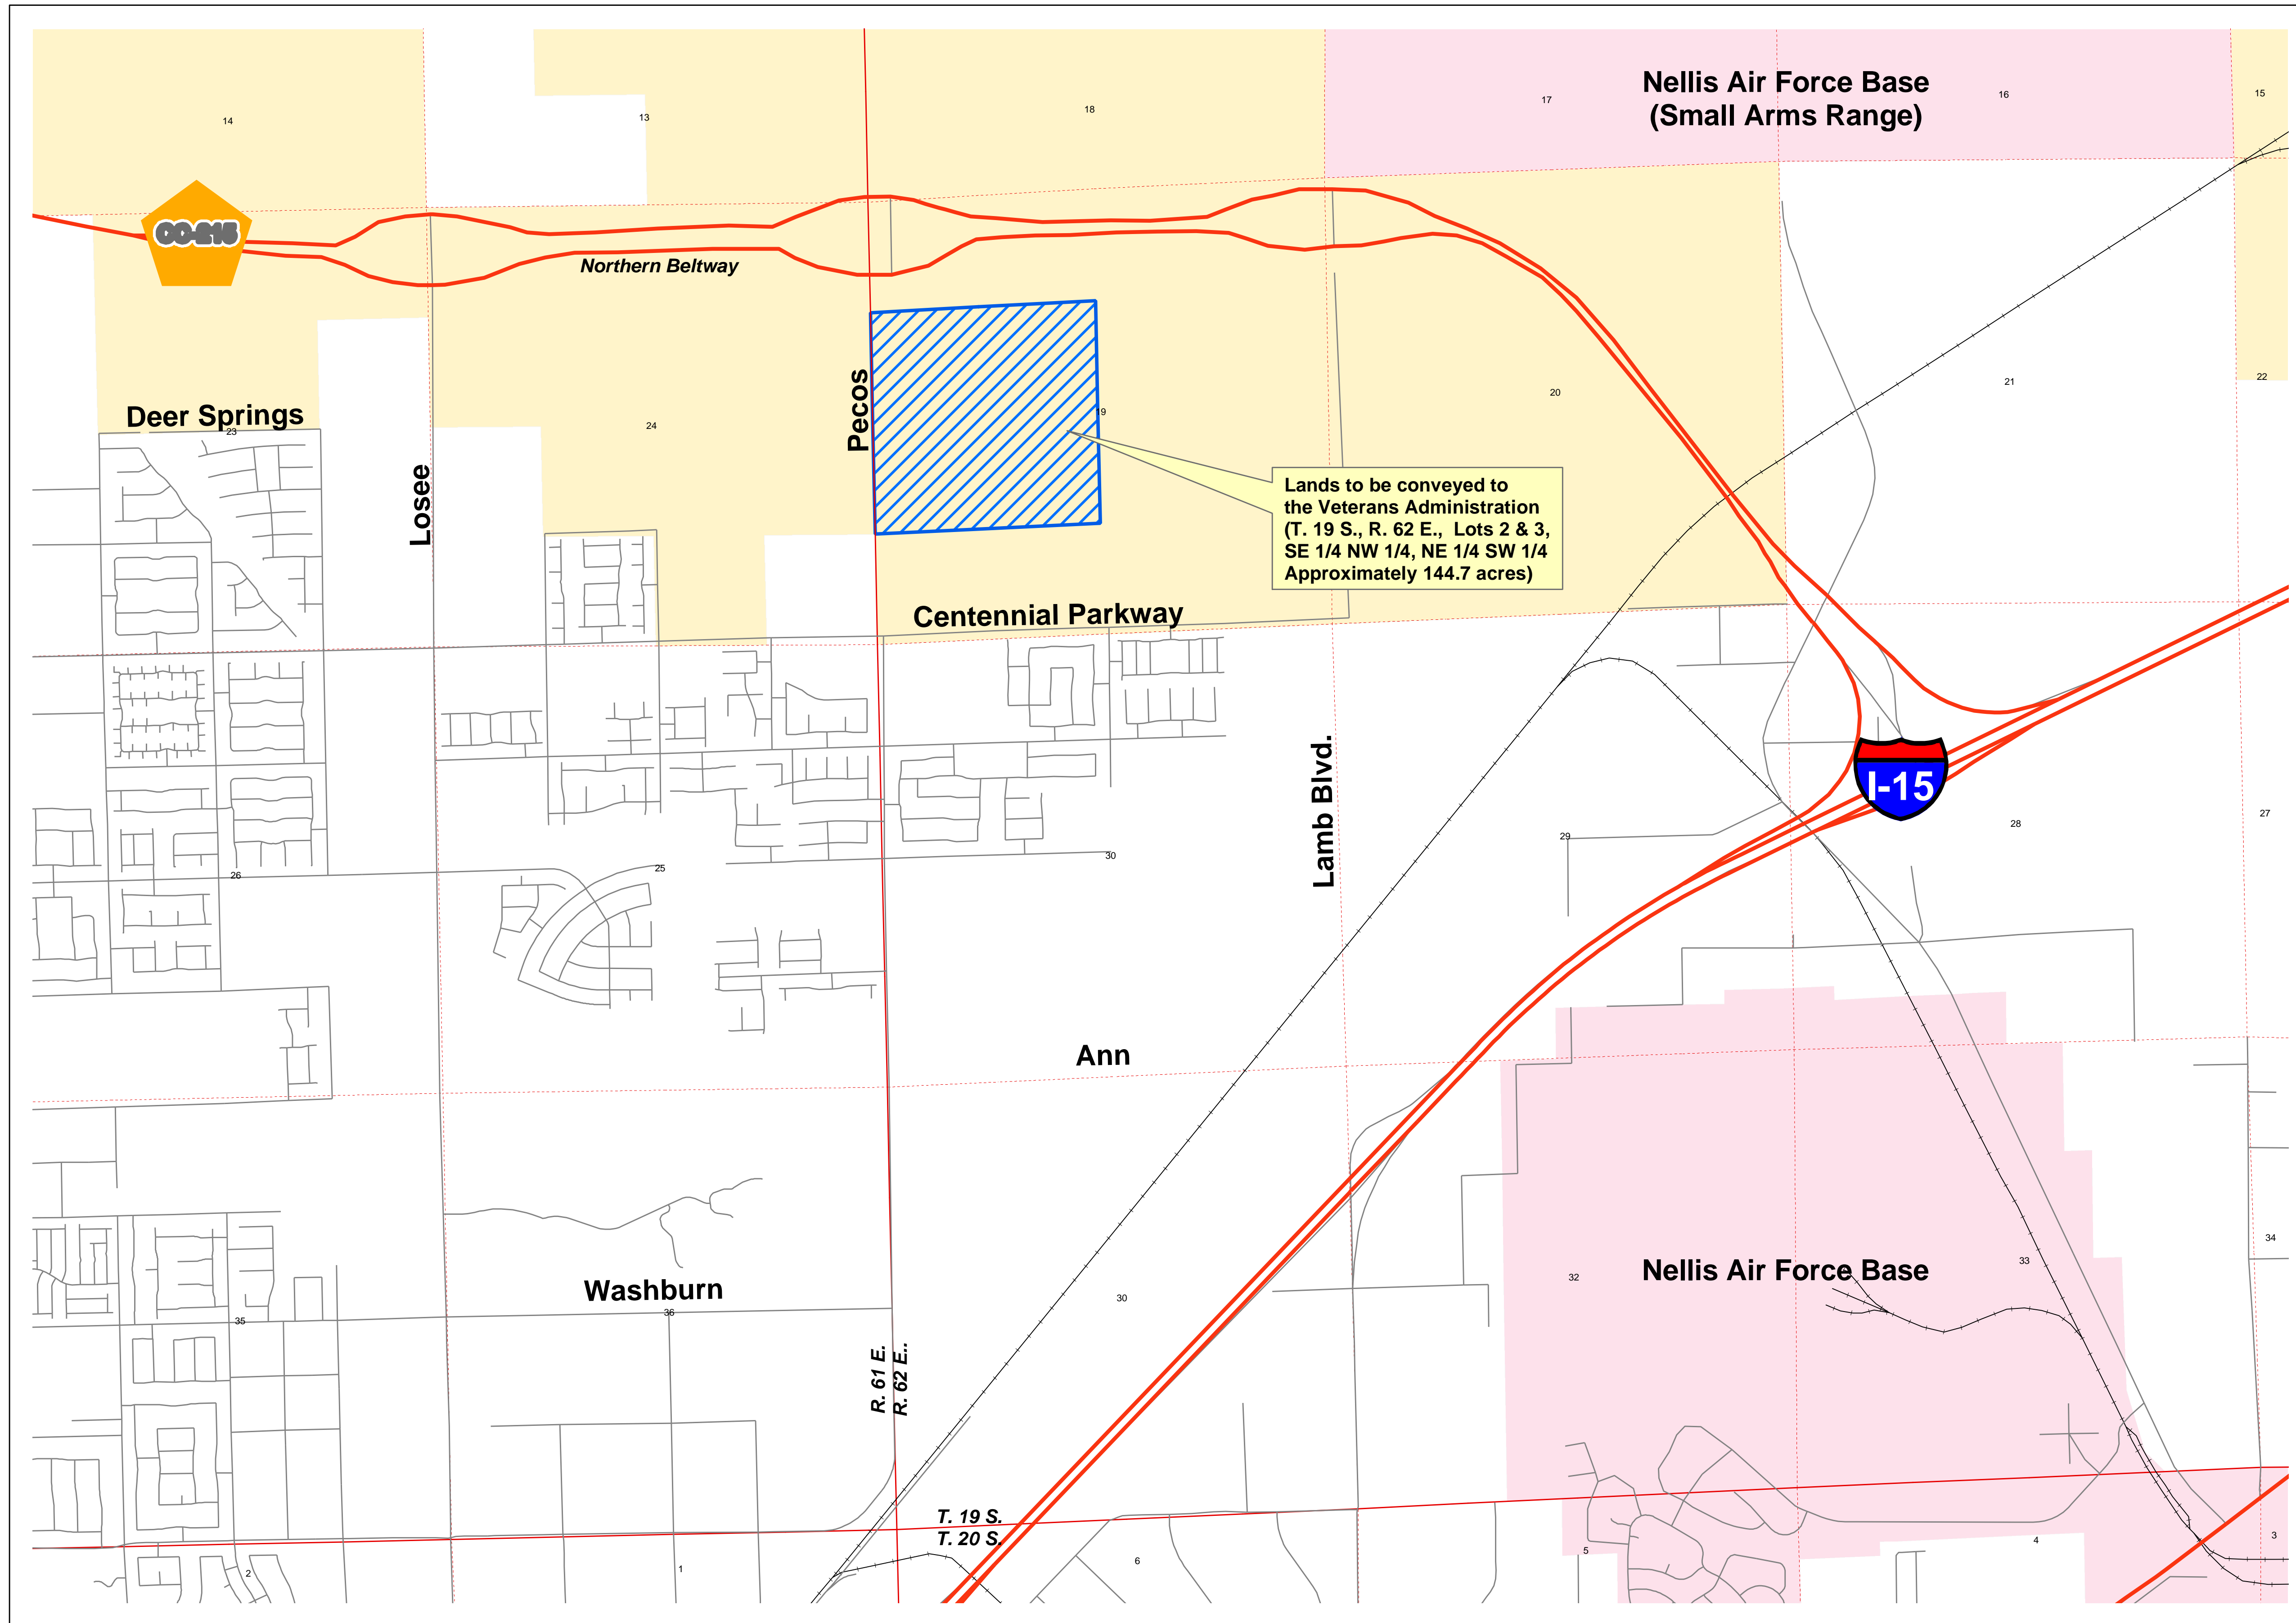 Nellis Air Force Base
(Small Arms Range)
14
13
18
17
16
15
CC-215
Northern Beltway
Deer Springs
23
Losee
24
Pecos
19
20
21
22
Lands to be conveyed to
the Veterans Administration
(T. 19 S., R. 62 E., Lots 2 & 3,
SE 1/4 NW 1/4, NE 1/4 SW 1/4
Approximately 144.7 acres)
Centennial Parkway
Lamb Blvd.
I-15
26
25
30
29
28
27
Ann
Washburn
35
36
30
32
Nellis Air Force Base
33
34
R. 61 E.
R. 62 E..
T. 19 S.
T. 20 S.
2
1
6
5
4
3